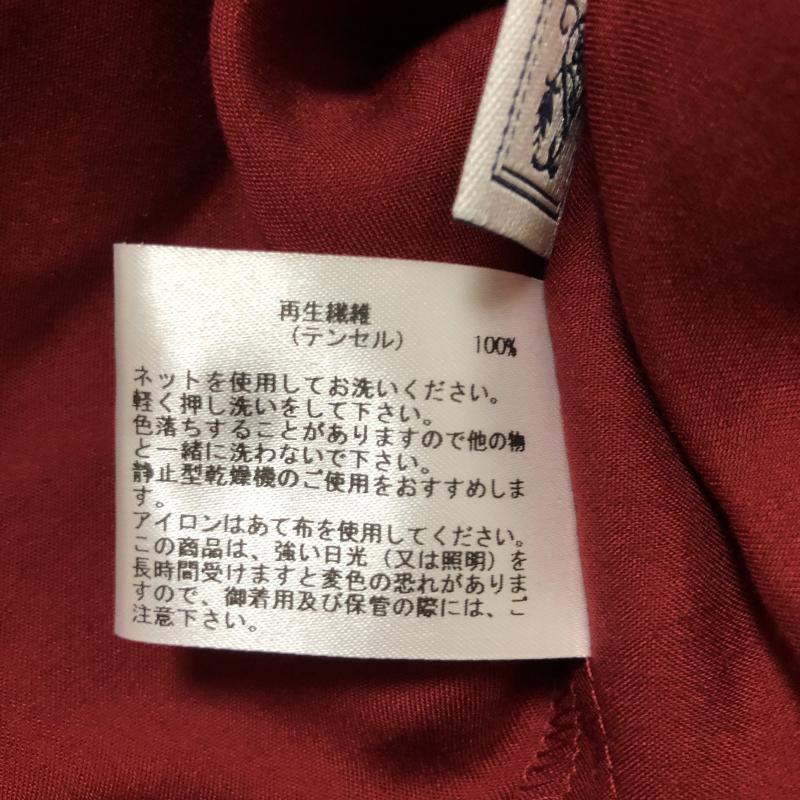 再生繊維
(テンセル) 100%
ネットを使用してお洗いください。
軽く押し洗いをして下さい。
色落ちすることがありますので他の物
と一緒に洗わないで下さい。
静止型乾燥機のご使用をおすすめしま
す。
アイロンはあて布を使用してください。
この商品は、強い日光(又は照明)を
長時間受けますと変色の恐れがありま
すので、御着用及び保管の際には、ご
注意下さい。